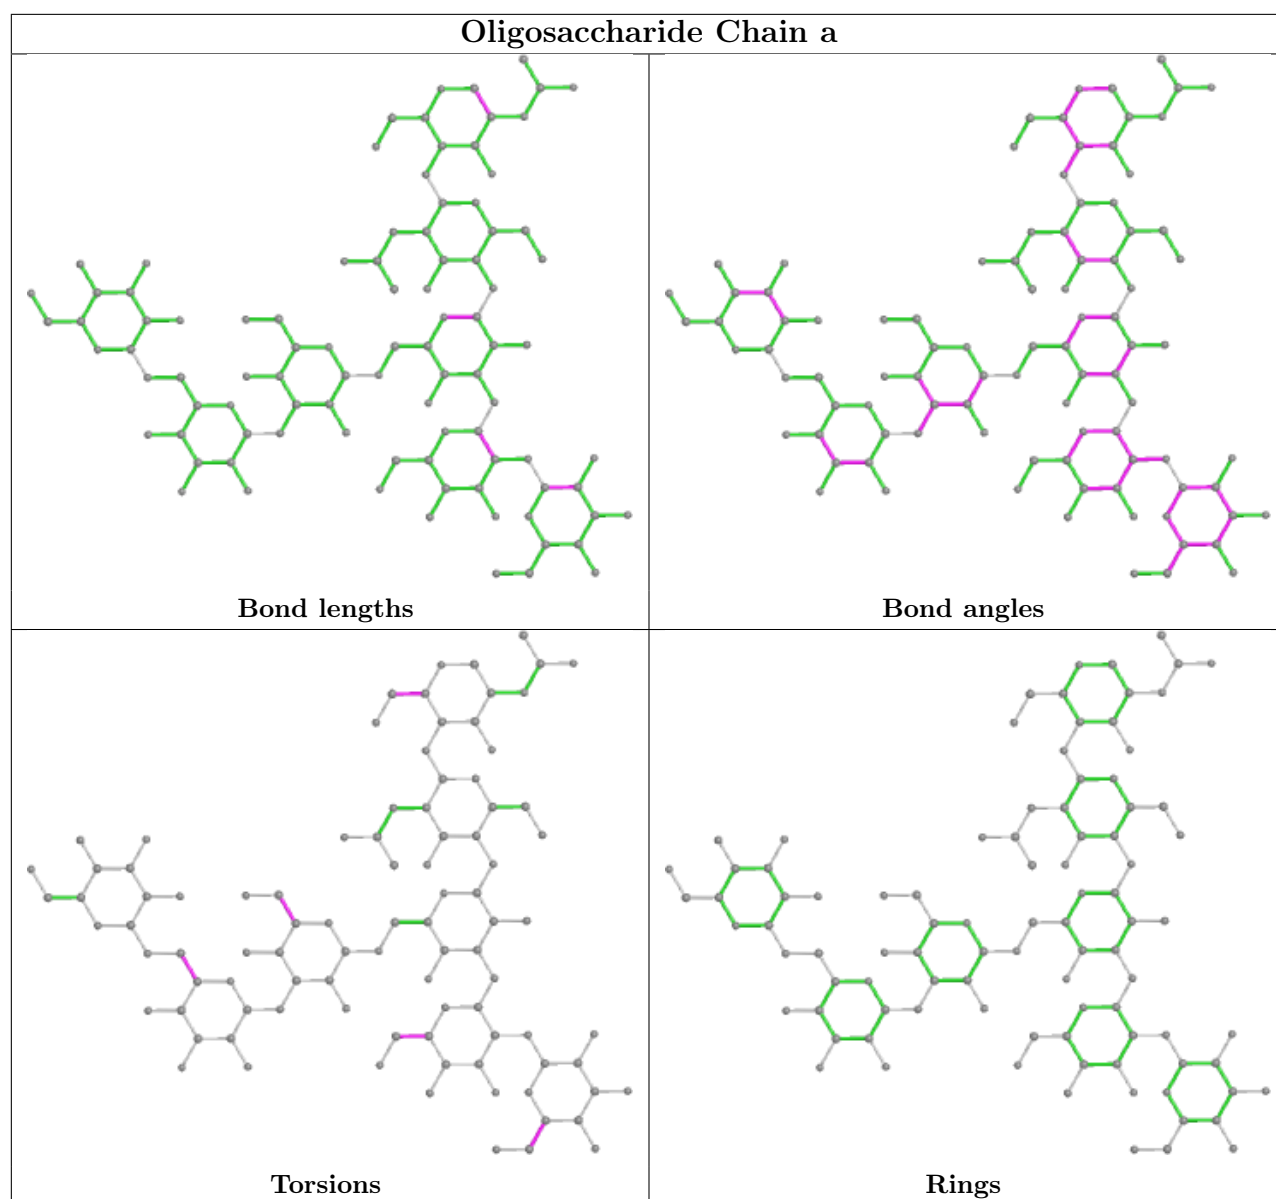 Oligosaccharide Chain a
Bond lengths
Bond angles
Torsions
Rings